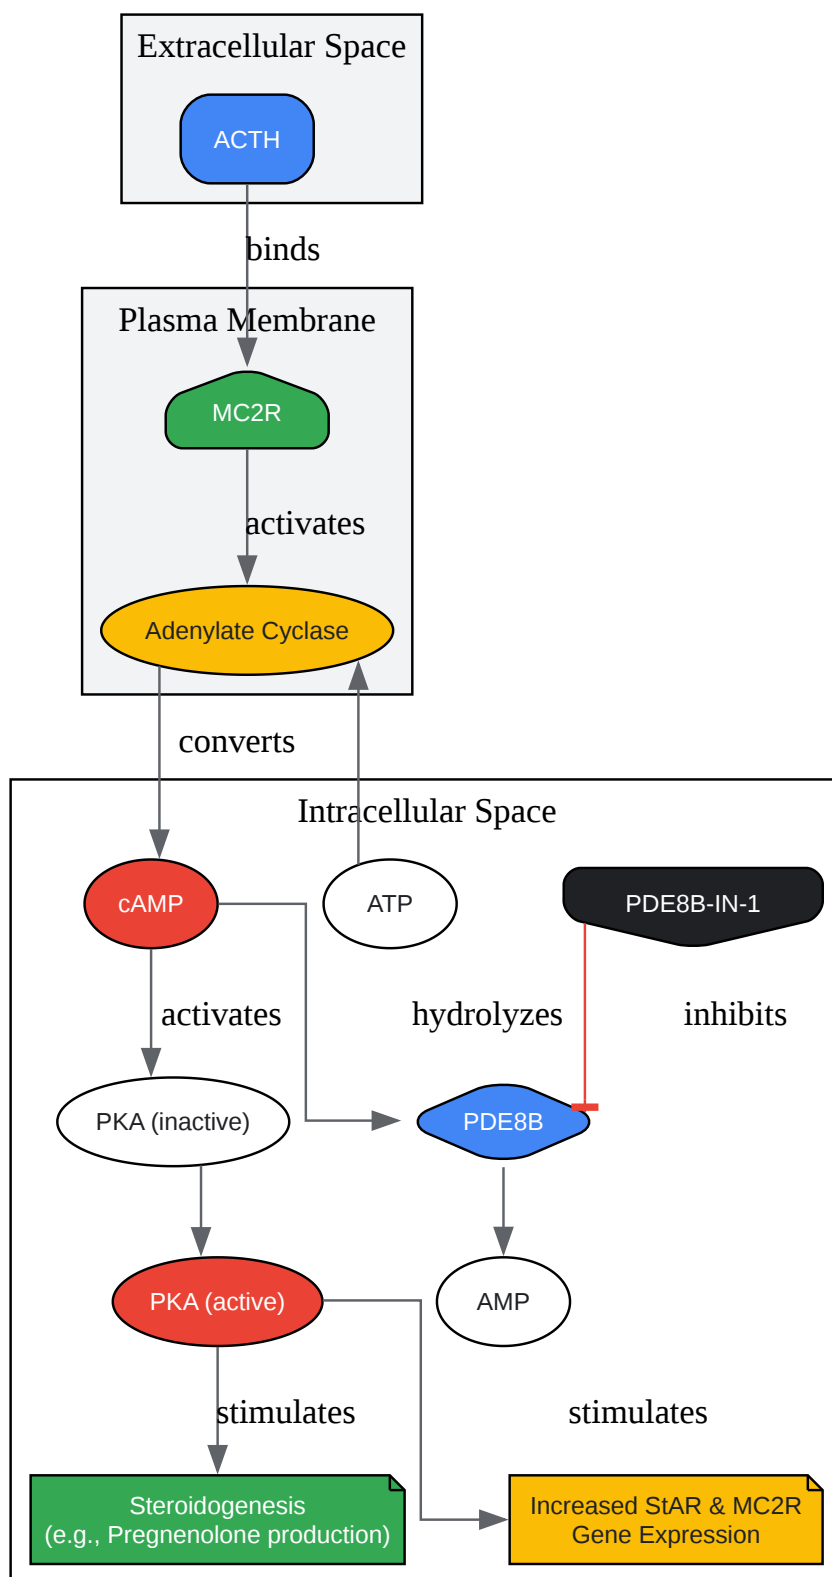 Extracellular Space
ACTH
binds
Plasma Membrane
MC2R
activates
Adenylate Cyclase
converts
Intracellular Space
cAMP
ATP
PDE8B-IN-1
activates
hydrolyzes
inhibits
PKA (inactive)
PDE8B
PKA (active)
AMP
stimulates
stimulates
Steroidogenesis
(e.g., Pregnenolone production)
Increased StAR & MC2R
Gene Expression